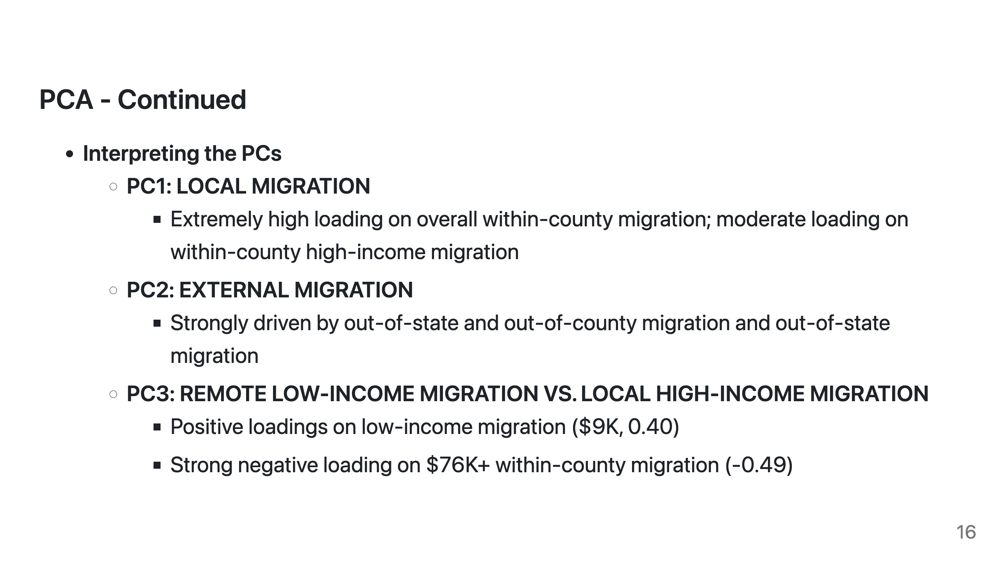 PCA - Continued
• Interpreting the PCs
○ PC1: LOCAL MIGRATION
▪ Extremely high loading on overall within-county migration; moderate loading on
within-county high-income migration
○ PC2: EXTERNAL MIGRATION
▪ Strongly driven by out-of-state and out-of-county migration and out-of-state
migration
○ PC3: REMOTE LOW-INCOME MIGRATION VS. LOCAL HIGH-INCOME MIGRATION
▪ Positive loadings on low-income migration ($9K, 0.40)
▪ Strong negative loading on $76K+ within-county migration (-0.49)
16